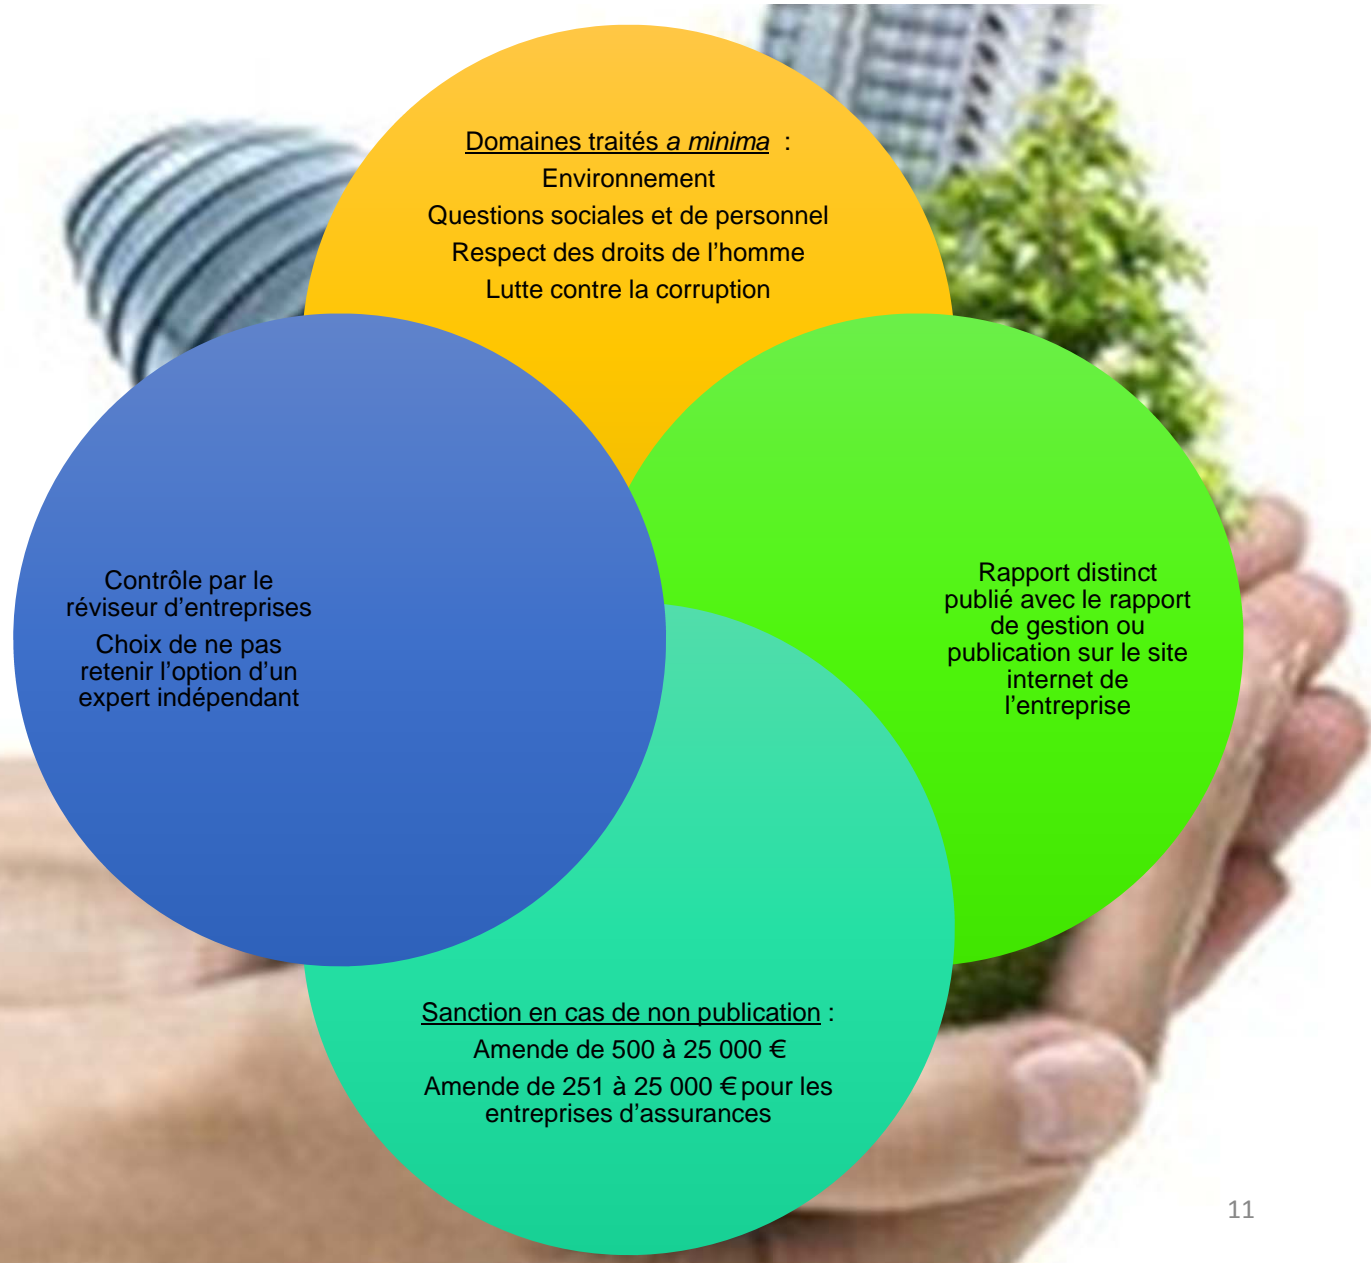 Domaines traités a minima :
Environnement
Questions sociales et de personnel
Respect des droits de l’homme
Lutte contre la corruption
Contrôle par le
réviseur d’entreprises
Choix de ne pas
retenir l’option d’un
expert indépendant
Rapport distinct
publié avec le rapport
de gestion ou
publication sur le site
internet de
l’entreprise
Sanction en cas de non publication :
Amende de 500 à 25 000 €
Amende de 251 à 25 000 € pour les
entreprises d’assurances
11